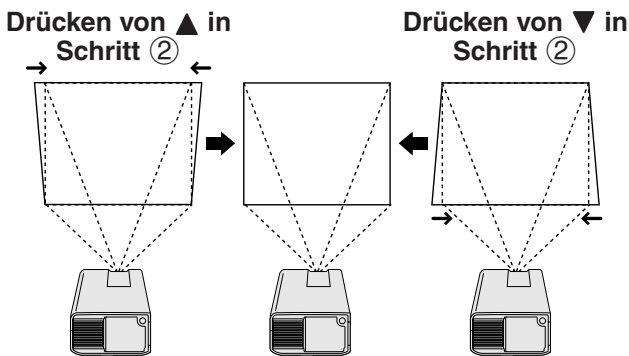 Drücken von ▲ in
Schritt ②
Drücken von ▼ in
Schritt ②